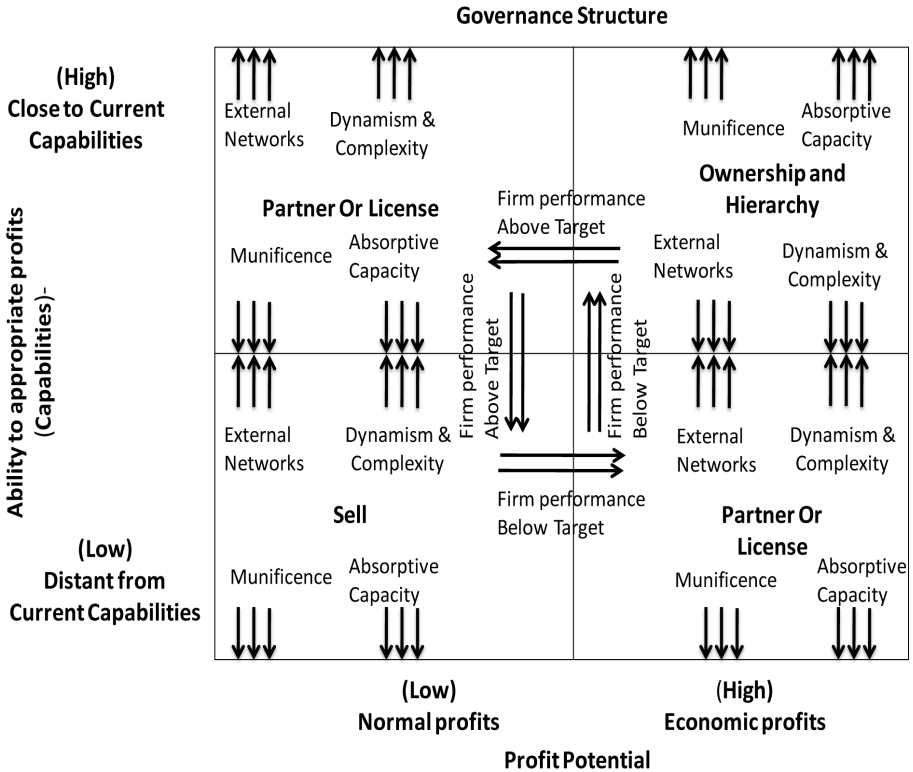 Governance Structure
(High)
Close to Current
Capabilities
External
Networks
Dynamism &
Complexity
Munificence
Absorptive
Capacity
Partner Or License
Ownership and
Hierarchy
Firm performance
Above Target
Munificence
Absorptive
Capacity
External
Networks
Dynamism &
Complexity
Ability to appropriate profits
(Capabilities)-
Firm performance
Above Target
Firm performance
Below Target
External
Networks
Dynamism &
Complexity
External
Networks
Dynamism &
Complexity
Firm performance
Below Target
Sell
Partner Or
License
(Low)
Distant from
Current Capabilities
Munificence
Absorptive
Capacity
Munificence
Absorptive
Capacity
(Low)
Normal profits
(High)
Economic profits
Profit Potential